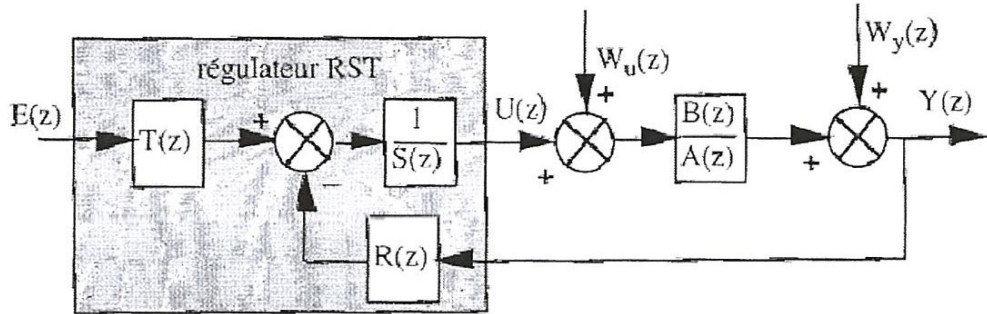 régulateur RST
W_u(z)
W_y(z)
E(z)
T(z)
+
-
1
S(z)
U(z)
+
+
B(z)
A(z)
+
+
Y(z)
R(z)